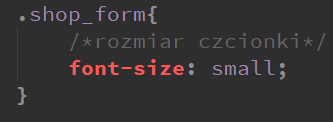 .shop_form{
/*rozmiar czcionki*/
font-size: small;
}